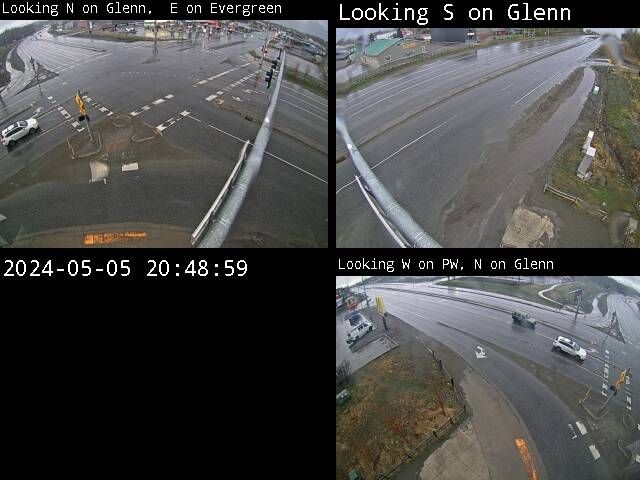 Looking N on Glenn,  E on Evergreen
Looking S on Glenn
2024-05-05 20:48:59
Looking W on PW, N on Glenn